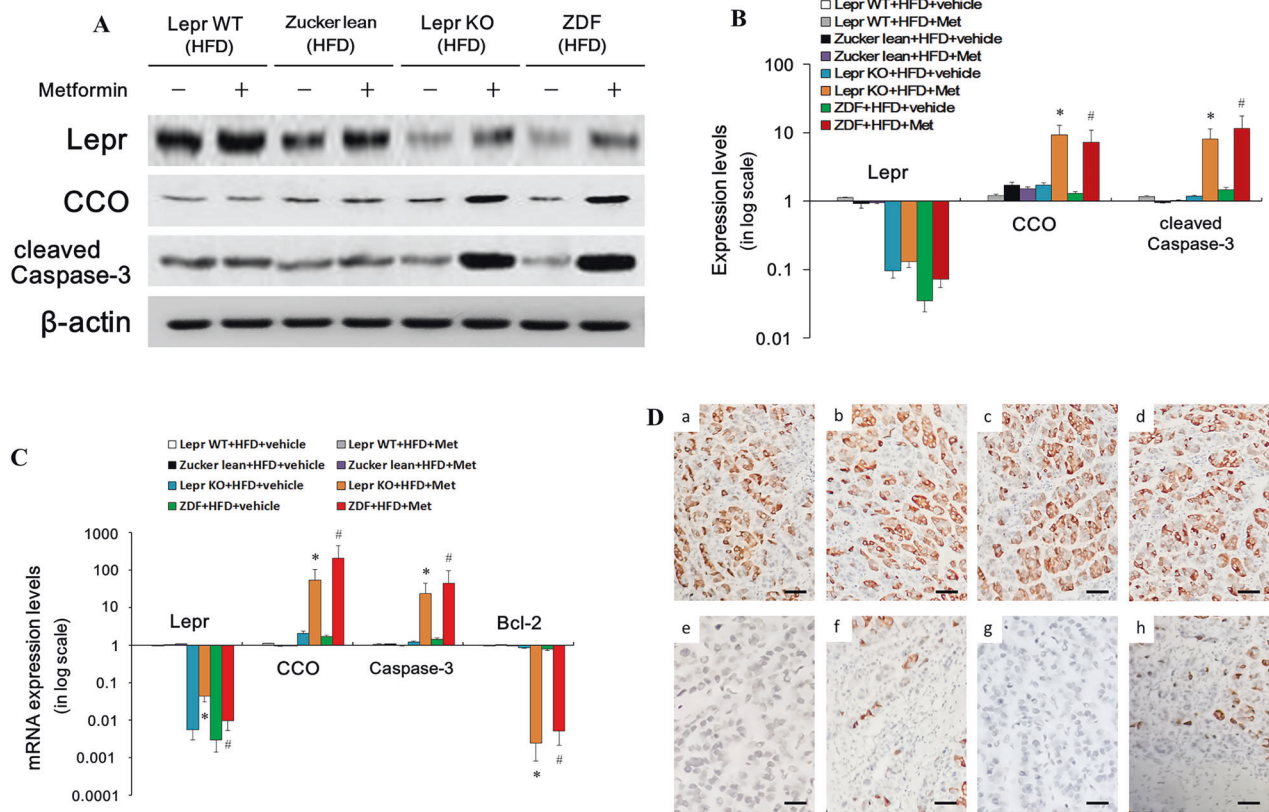 A
Lepr WT Zucker lean Lepr KO ZDF
(HFD) (HFD) (HFD) (HFD)
Metformin − + − + − + − +
Lepr
CCO
cleaved
Caspase-3
β-actin
B
Lepr WT+HFD+vehicle
Lepr WT+HFD+Met
Zucker lean+HFD+vehicle
Zucker lean+HFD+Met
Lepr KO+HFD+vehicle
Lepr KO+HFD+Met
ZDF+HFD+vehicle
ZDF+HFD+Met
Expression levels
(in log scale)
100
10
1
0.1
0.01
Lepr
CCO
cleaved
Caspase-3
* # * #
C
Lepr WT+HFD+vehicle Lepr WT+HFD+Met
Zucker lean+HFD+vehicle Zucker lean+HFD+Met
Lepr KO+HFD+vehicle Lepr KO+HFD+Met
ZDF+HFD+vehicle ZDF+HFD+Met
mRNA expression levels
(in log scale)
1000
100
10
1
0.1
0.01
0.001
0.0001
Lepr
CCO
Caspase-3
Bcl-2
* # * # * # * #
D
a b c d
e f g h